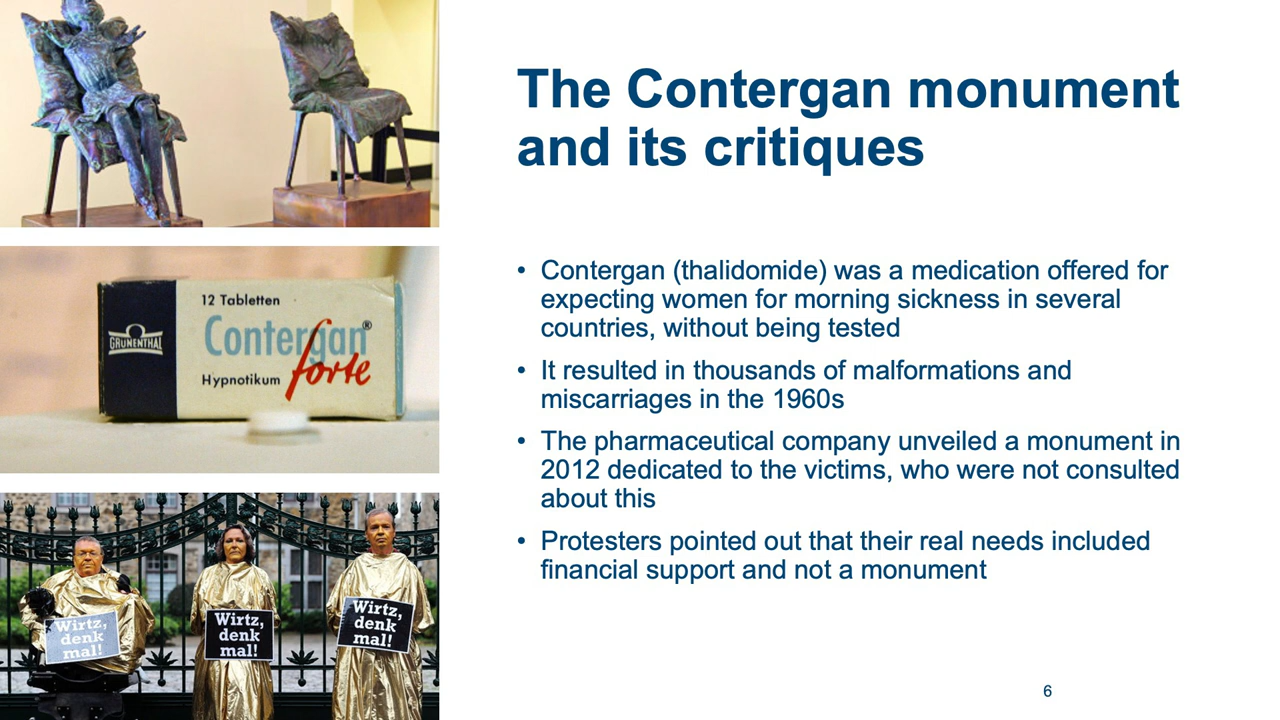 The Contergan monument
and its critiques
• Contergan (thalidomide) was a medication offered for
expecting women for morning sickness in several
countries, without being tested
• It resulted in thousands of malformations and
miscarriages in the 1960s
• The pharmaceutical company unveiled a monument in
2012 dedicated to the victims, who were not consulted
about this
• Protesters pointed out that their real needs included
financial support and not a monument
12 Tabletten
Contergan®
forte
Hypnotikum
GRÜNENTHAL
Wirtz,
denk
mal!
Wirtz,
denk
mal!
Wirtz,
denk
mal!
6